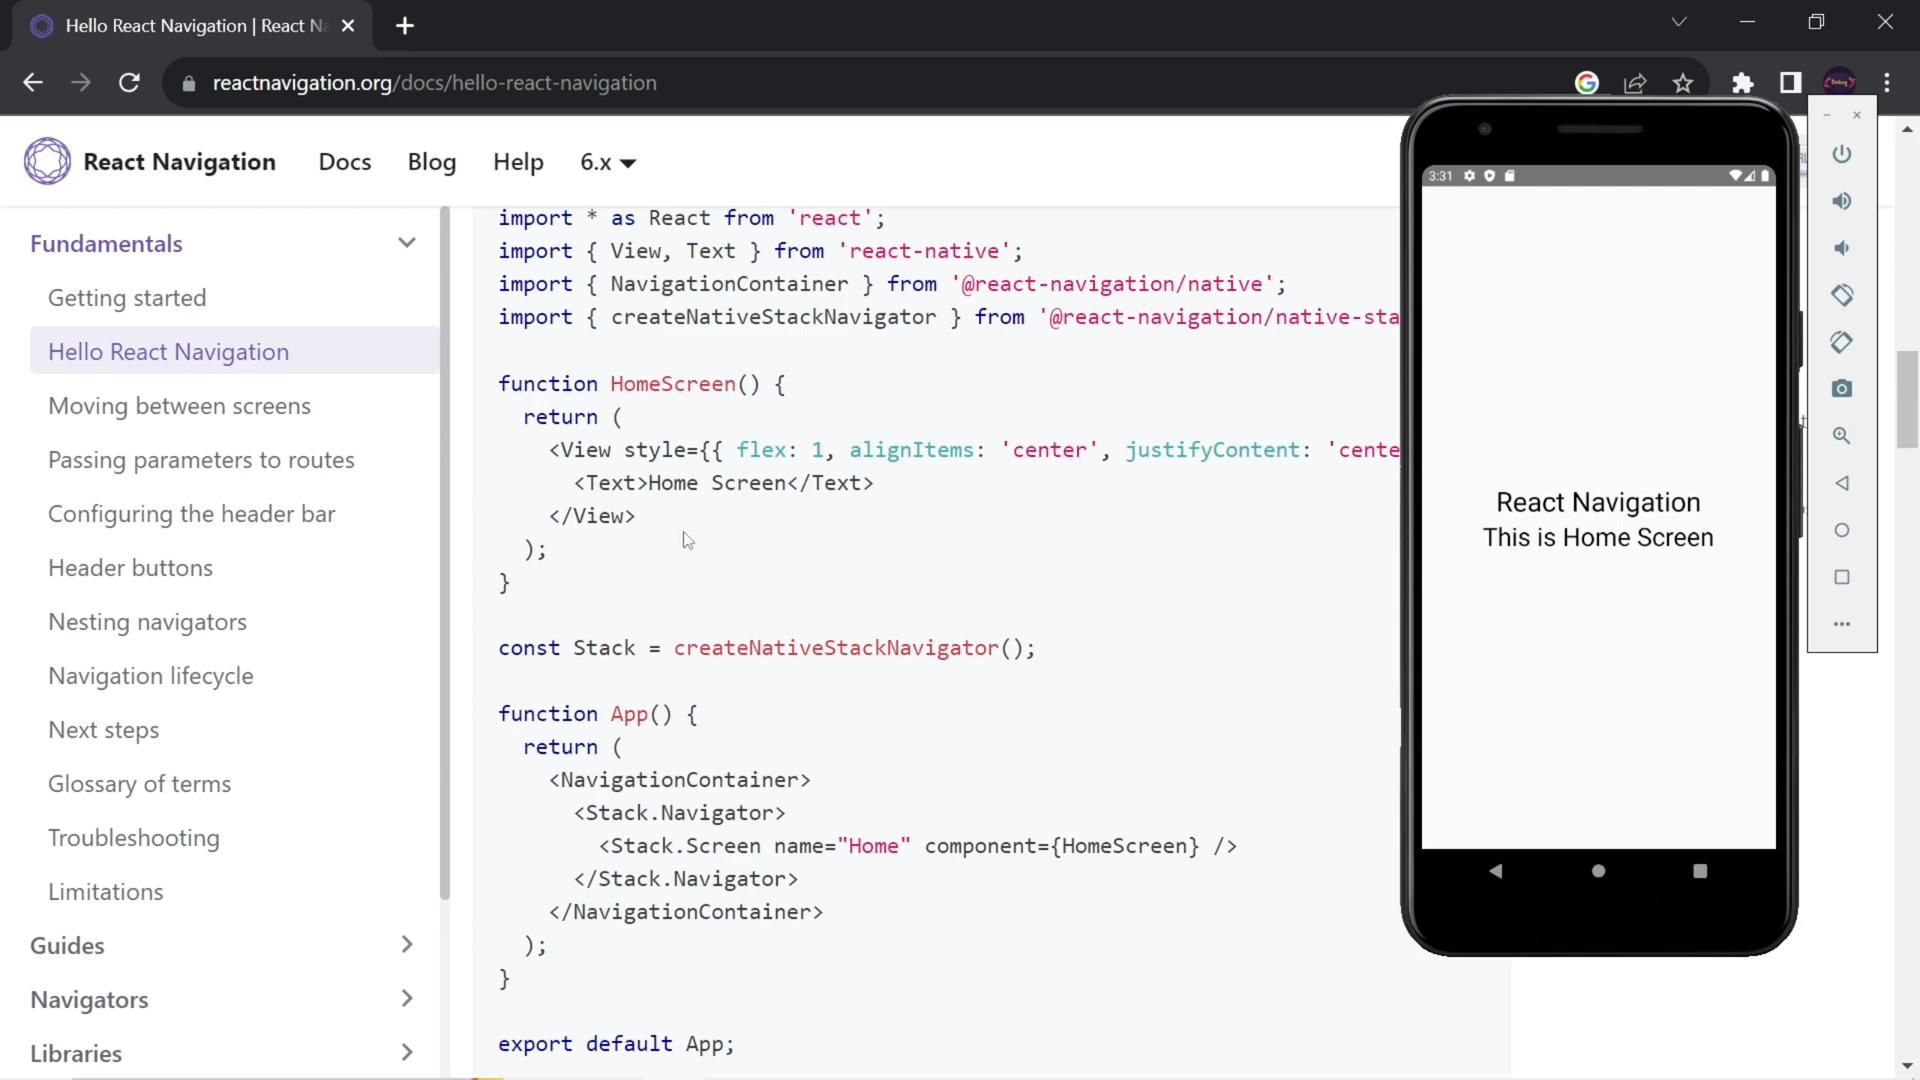 Hello React Navigation | React Na
reactnavigation.org/docs/hello-react-navigation
React Navigation
Docs
Blog
Help
6.x
Fundamentals
Getting started
Hello React Navigation
Moving between screens
Passing parameters to routes
Configuring the header bar
Header buttons
Nesting navigators
Navigation lifecycle
Next steps
Glossary of terms
Troubleshooting
Limitations
Guides
Navigators
Libraries
import * as React from 'react';
import { View, Text } from 'react-native';
import { NavigationContainer } from '@react-navigation/native';
import { createNativeStackNavigator } from '@react-navigation/native-sta
function HomeScreen() {
return (
<View style={{ flex: 1, alignItems: 'center', justifyContent: 'cente
<Text>Home Screen</Text>
</View>
);
}
const Stack = createNativeStackNavigator();
function App() {
return (
<NavigationContainer>
<Stack.Navigator>
<Stack.Screen name="Home" component={HomeScreen} />
</Stack.Navigator>
</NavigationContainer>
);
}
export default App;
3:31
React Navigation
This is Home Screen